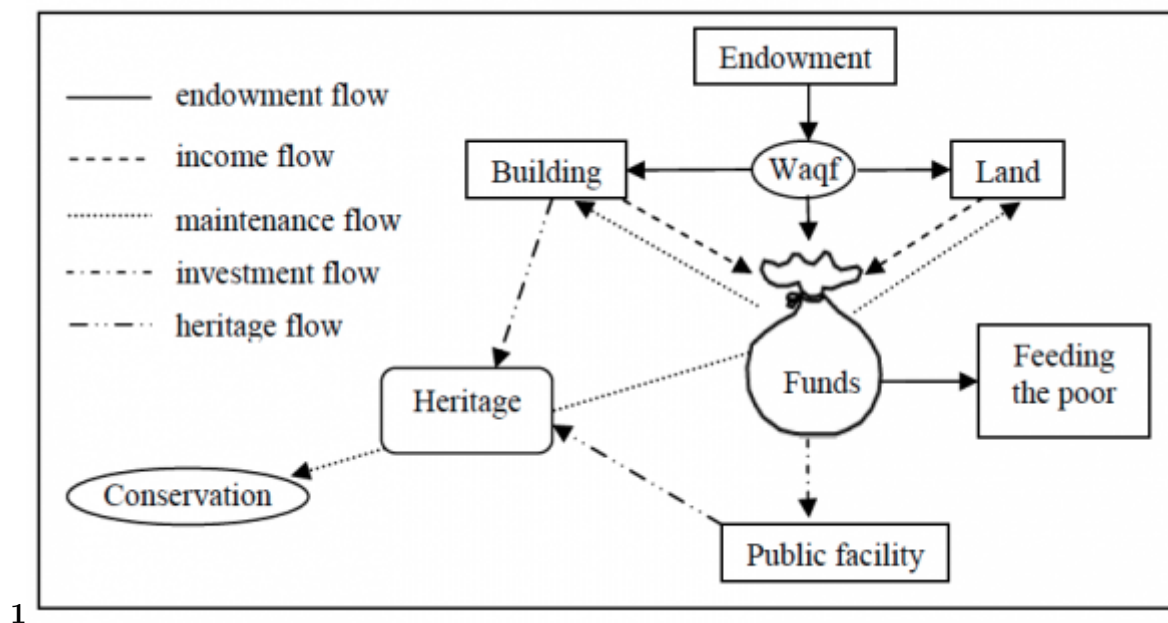 Endowment
endowment flow
income flow
Building
Waqf
Land
maintenance flow
investment flow
heritage flow
Heritage
Funds
Feeding
the poor
Conservation
Public facility
1